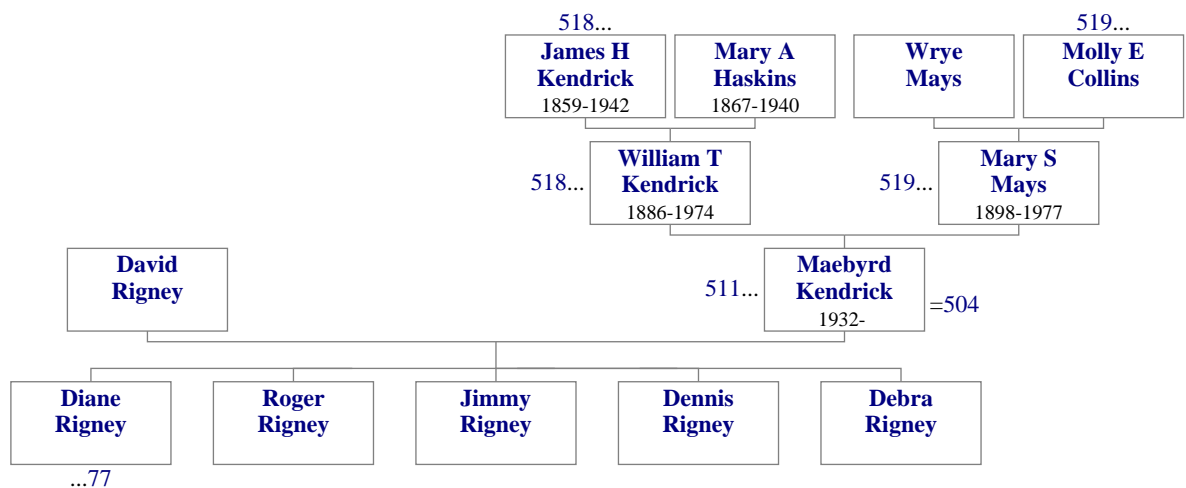 518...
519...
James H
Kendrick
1859-1942
Mary A
Haskins
1867-1940
Wrye
Mays
Molly E
Collins
518...
William T
Kendrick
1886-1974
519...
Mary S
Mays
1898-1977
David
Rigney
511...
Maebyrd
Kendrick
1932-
=504
Diane
Rigney
Roger
Rigney
Jimmy
Rigney
Dennis
Rigney
Debra
Rigney
...77